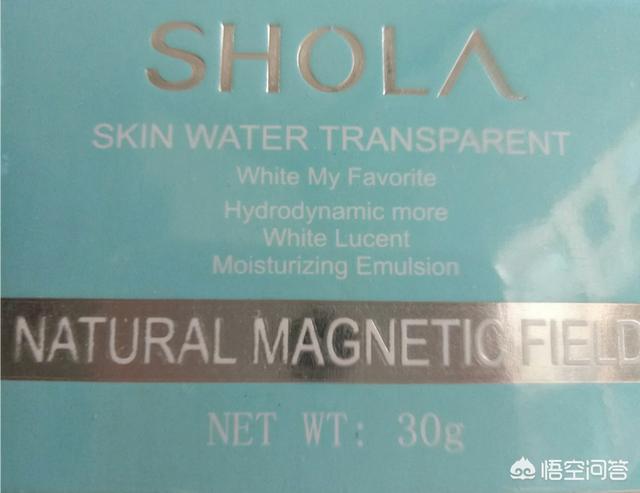 SHOLA
SKIN WATER TRANSPARENT
White My Favorite
Hydrodynamic more
White Lucent
Moisturizing Emulsion
NATURAL MAGNETIC FIELD
NET WT: 30g
悟空问答